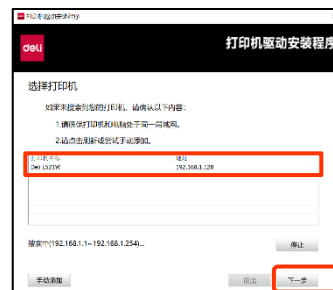 打印机驱动安装程序
deli
打印机驱动安装程序
选择打印机
如果未搜索到您的打印机，请确认以下内容：
1.请确保打印机和电脑处于同一局域网。
2.请点击刷新或尝试手动添加。
打印机名称 地址
Deli L521W 192.168.1.128
搜索中(192.168.1.1~192.168.1.254)... 停止
手动添加 退出 下一步